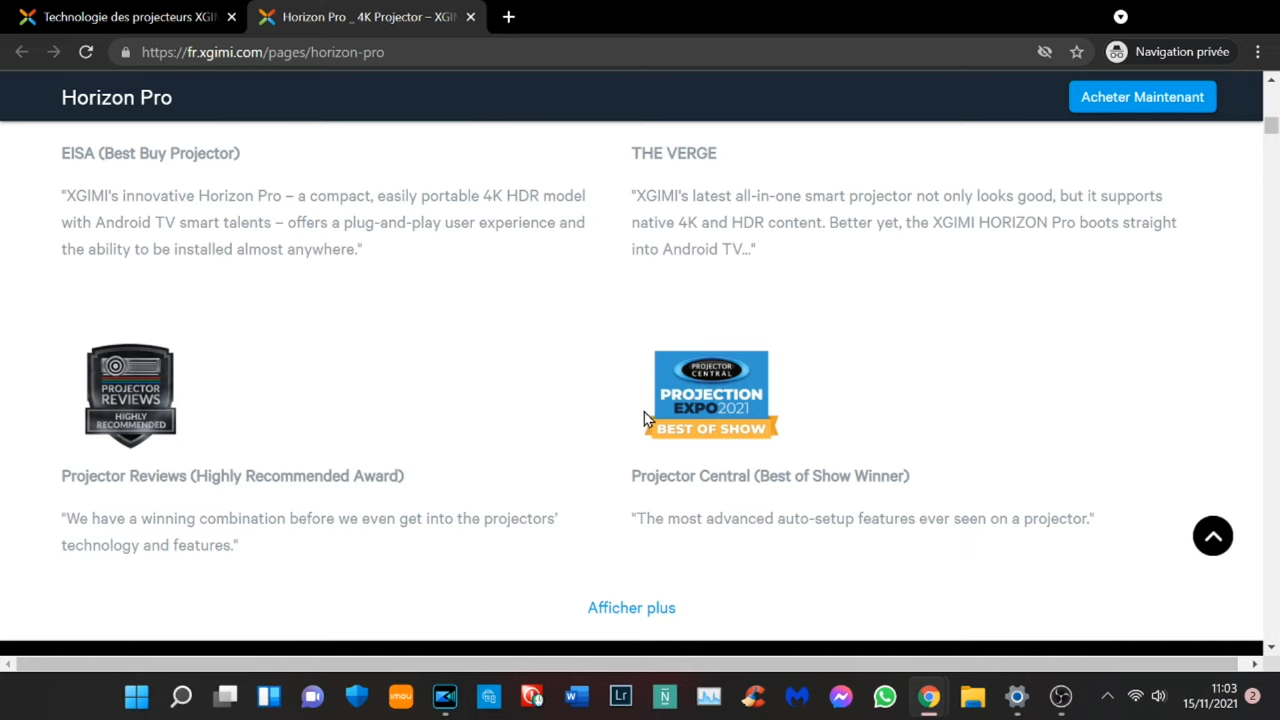 Technologie des projecteurs XGIM
Horizon Pro _ 4K Projector – XGI
https://fr.xgimi.com/pages/horizon-pro
Navigation privée
Horizon Pro
Acheter Maintenant
EISA (Best Buy Projector)
"XGIMI's innovative Horizon Pro – a compact, easily portable 4K HDR model
with Android TV smart talents – offers a plug-and-play user experience and
the ability to be installed almost anywhere."
THE VERGE
"XGIMI's latest all-in-one smart projector not only looks good, but it supports
native 4K and HDR content. Better yet, the XGIMI HORIZON Pro boots straight
into Android TV..."
PROJECTOR
REVIEWS
HIGHLY
RECOMMENDED
Projector Reviews (Highly Recommended Award)
"We have a winning combination before we even get into the projectors'
technology and features."
PROJECTOR
CENTRAL
PROJECTION
EXPO2021
BEST OF SHOW
Projector Central (Best of Show Winner)
"The most advanced auto-setup features ever seen on a projector."
Afficher plus
imou
Lr
11:03
15/11/2021
2